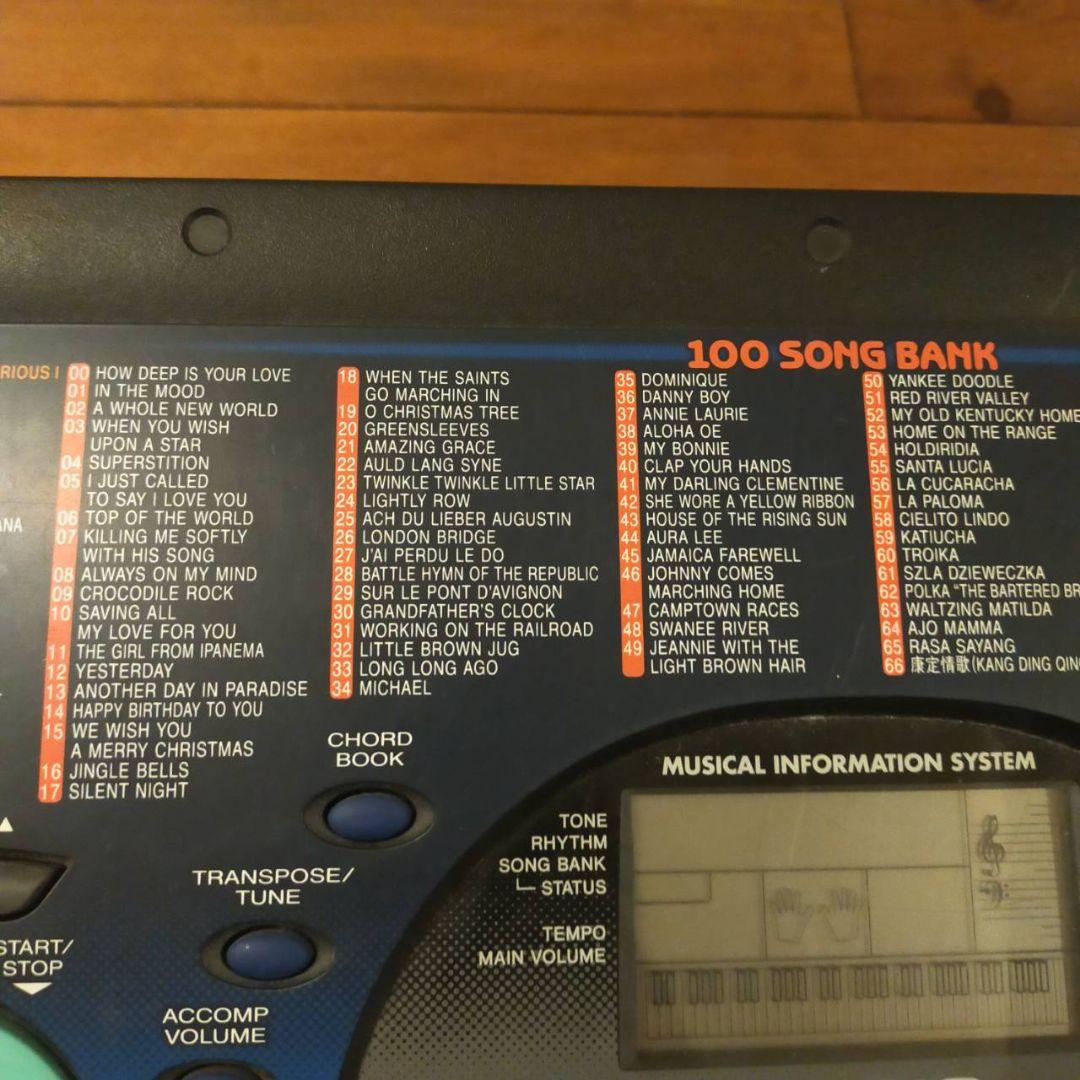 100 SONG BANK
RIOUS I
00 HOW DEEP IS YOUR LOVE
01 IN THE MOOD
02 A WHOLE NEW WORLD
03 WHEN YOU WISH
UPON A STAR
04 SUPERSTITION
05 I JUST CALLED
TO SAY I LOVE YOU
06 TOP OF THE WORLD
07 KILLING ME SOFTLY
WITH HIS SONG
08 ALWAYS ON MY MIND
09 CROCODILE ROCK
10 SAVING ALL
MY LOVE FOR YOU
11 THE GIRL FROM IPANEMA
12 YESTERDAY
13 ANOTHER DAY IN PARADISE
14 HAPPY BIRTHDAY TO YOU
15 WE WISH YOU
A MERRY CHRISTMAS
16 JINGLE BELLS
17 SILENT NIGHT
18 WHEN THE SAINTS
GO MARCHING IN
19 O CHRISTMAS TREE
20 GREENSLEEVES
21 AMAZING GRACE
22 AULD LANG SYNE
23 TWINKLE TWINKLE LITTLE STAR
24 LIGHTLY ROW
25 ACH DU LIEBER AUGUSTIN
26 LONDON BRIDGE
27 J'AI PERDU LE DO
28 BATTLE HYMN OF THE REPUBLIC
29 SUR LE PONT D'AVIGNON
30 GRANDFATHER'S CLOCK
31 WORKING ON THE RAILROAD
32 LITTLE BROWN JUG
33 LONG LONG AGO
34 MICHAEL
35 DOMINIQUE
36 DANNY BOY
37 ANNIE LAURIE
38 ALOHA OE
39 MY BONNIE
40 CLAP YOUR HANDS
41 MY DARLING CLEMENTINE
42 SHE WORE A YELLOW RIBBON
43 HOUSE OF THE RISING SUN
44 AURA LEE
45 JAMAICA FAREWELL
46 JOHNNY COMES
MARCHING HOME
47 CAMPTOWN RACES
48 SWANEE RIVER
49 JEANNIE WITH THE
LIGHT BROWN HAIR
50 YANKEE DOODLE
51 RED RIVER VALLEY
52 MY OLD KENTUCKY HOME
53 HOME ON THE RANGE
54 HOLDIRIDIA
55 SANTA LUCIA
56 LA CUCARACHA
57 LA PALOMA
58 CIELITO LINDO
59 KATIUCHA
60 TROIKA
61 SZLA DZIEWECZKA
62 POLKA "THE BARTERED BR
63 WALTZING MATILDA
64 AJO MAMMA
65 RASA SAYANG
66 康定情歌(KANG DING QING
ANA
CHORD
BOOK
TRANSPOSE/
TUNE
START/
STOP
ACCOMP
VOLUME
MUSICAL INFORMATION SYSTEM
TONE
RHYTHM
SONG BANK
STATUS
TEMPO
MAIN VOLUME